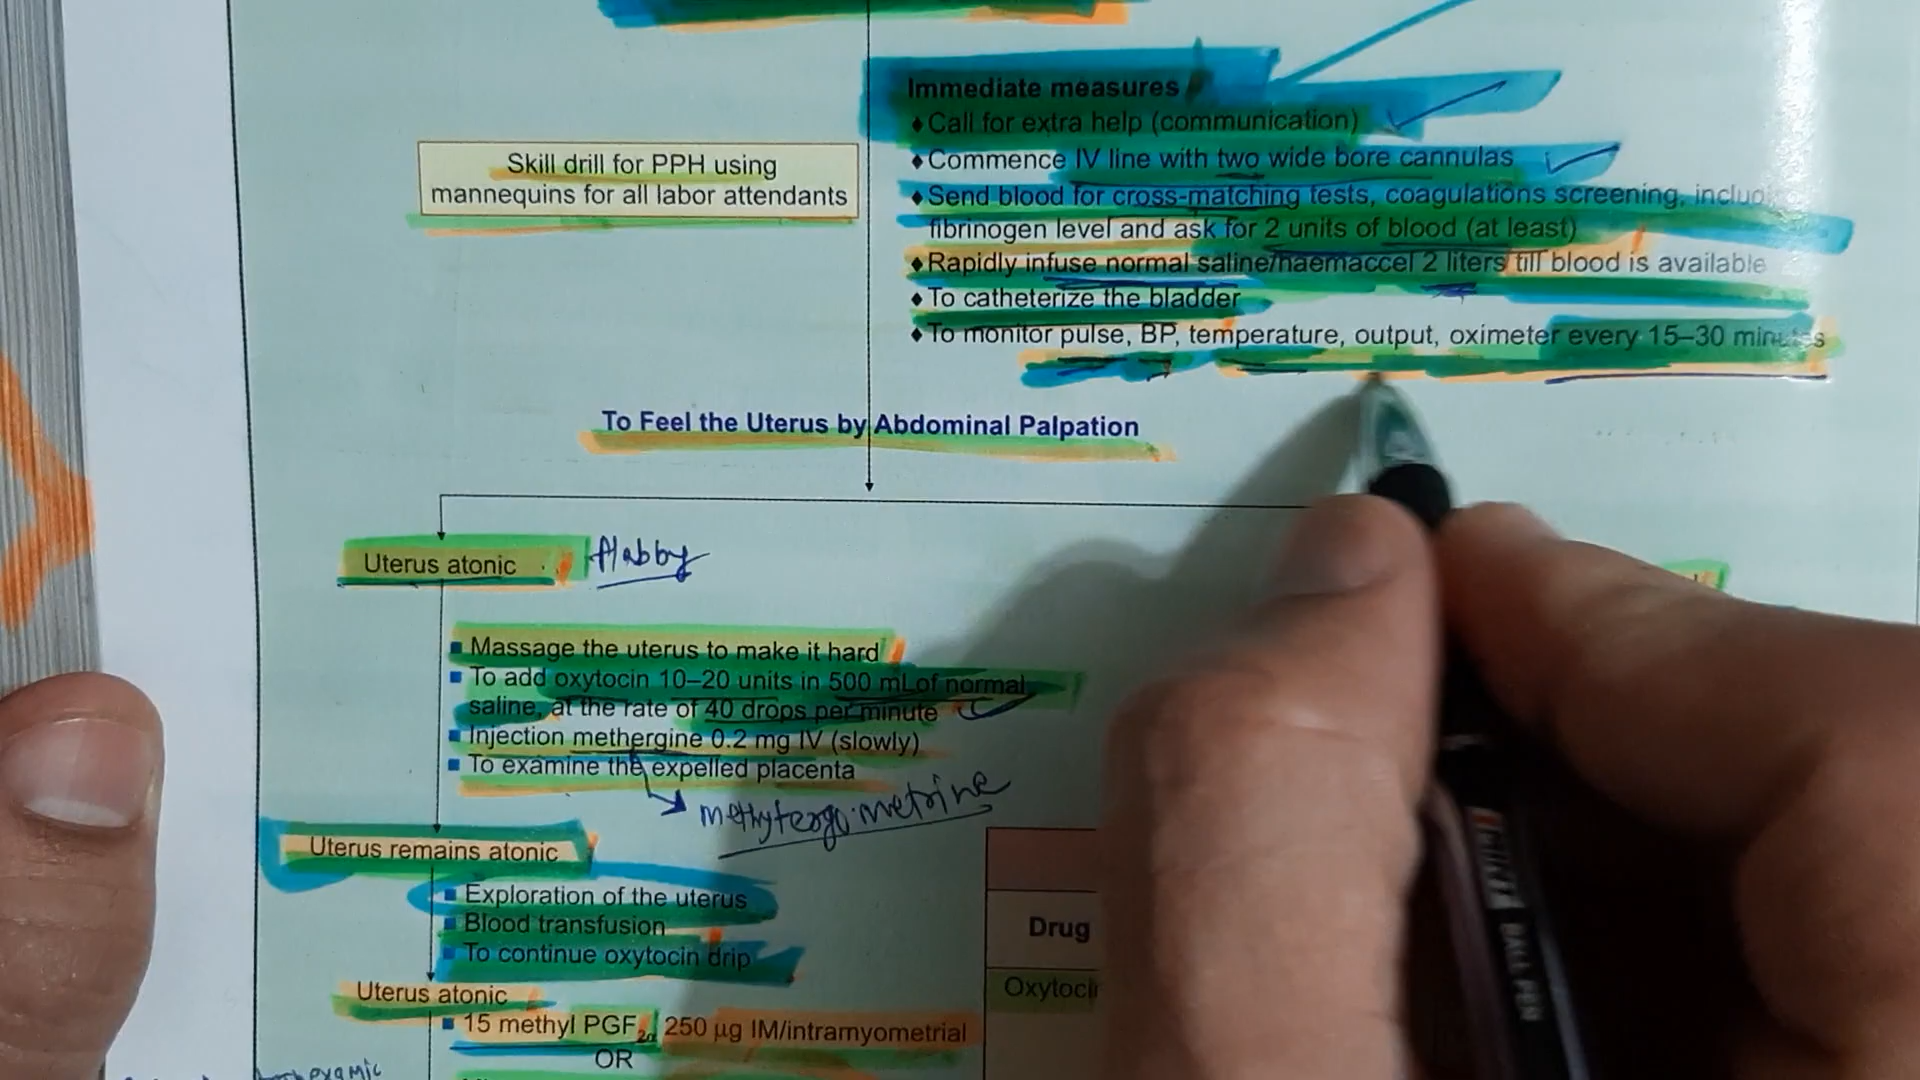 Immediate measures
♦Call for extra help (communication)
♦Commence IV line with two wide bore cannulas
♦Send blood for cross-matching tests, coagulations screening,
fibrinogen level and ask for 2 units of blood (at least)
♦Rapidly infuse normal saline/haemaccel 2 liters till blood is available
♦To catheterize the bladder
♦To monitor pulse, BP, temperature, output, oximeter every 15–30 minutes
Skill drill for PPH using
mannequins for all labor attendants
To Feel the Uterus by Abdominal Palpation
Uterus atonic
flabby
■ Massage the uterus to make it hard
■ To add oxytocin 10–20 units in 500 mLof normal
saline, at the rate of 40 drops per minute
■ Injection methergine 0.2 mg IV (slowly)
■ To examine the expelled placenta
Uterus remains atonic
■ Exploration of the uterus
■ Blood transfusion
■ To continue oxytocin drip
Uterus atonic
■ 15 methyl PGF2α 250 µg IM/intramyometrial
OR
Drug
BALL PEN